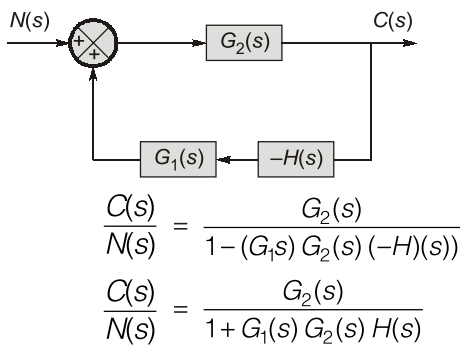 N(s) C(s)
+ G₂(s)
+
G₁(s) –H(s)
C(s)/N(s) = G₂(s)/1–(G₁s) G₂(s) (–H)(s))
C(s)/N(s) = G₂(s)/1+G₁(s) G₂(s) H(s)